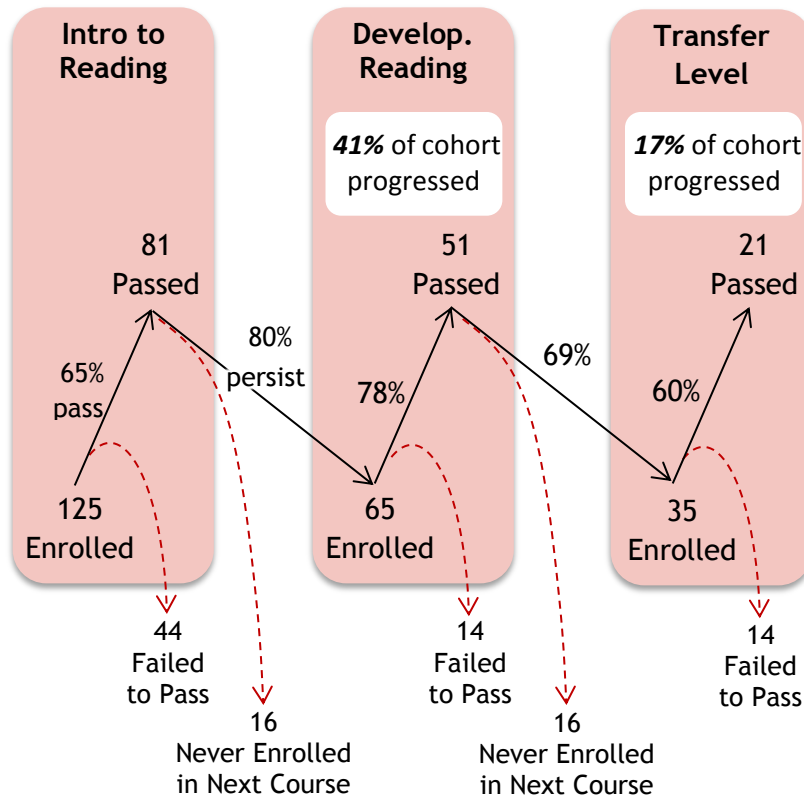 Intro to
Reading
81
Passed
65%
pass
125
Enrolled
44
Failed
to Pass
80%
persist
16
Never Enrolled
in Next Course
Develop.
Reading
41% of cohort
progressed
51
Passed
78%
65
Enrolled
14
Failed
to Pass
69%
16
Never Enrolled
in Next Course
Transfer
Level
17% of cohort
progressed
21
Passed
60%
35
Enrolled
14
Failed
to Pass